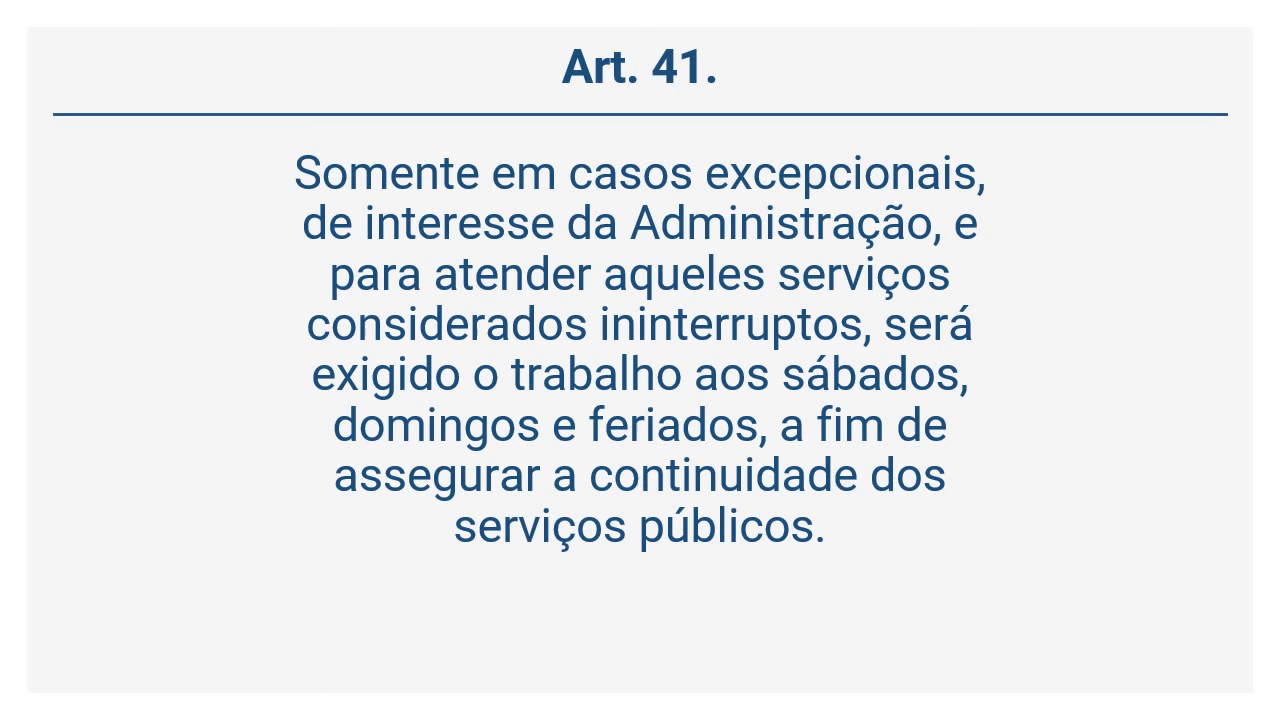 Art. 41.
Somente em casos excepcionais,
de interesse da Administração, e
para atender aqueles serviços
considerados ininterruptos, será
exigido o trabalho aos sábados,
domingos e feriados, a fim de
assegurar a continuidade dos
serviços públicos.